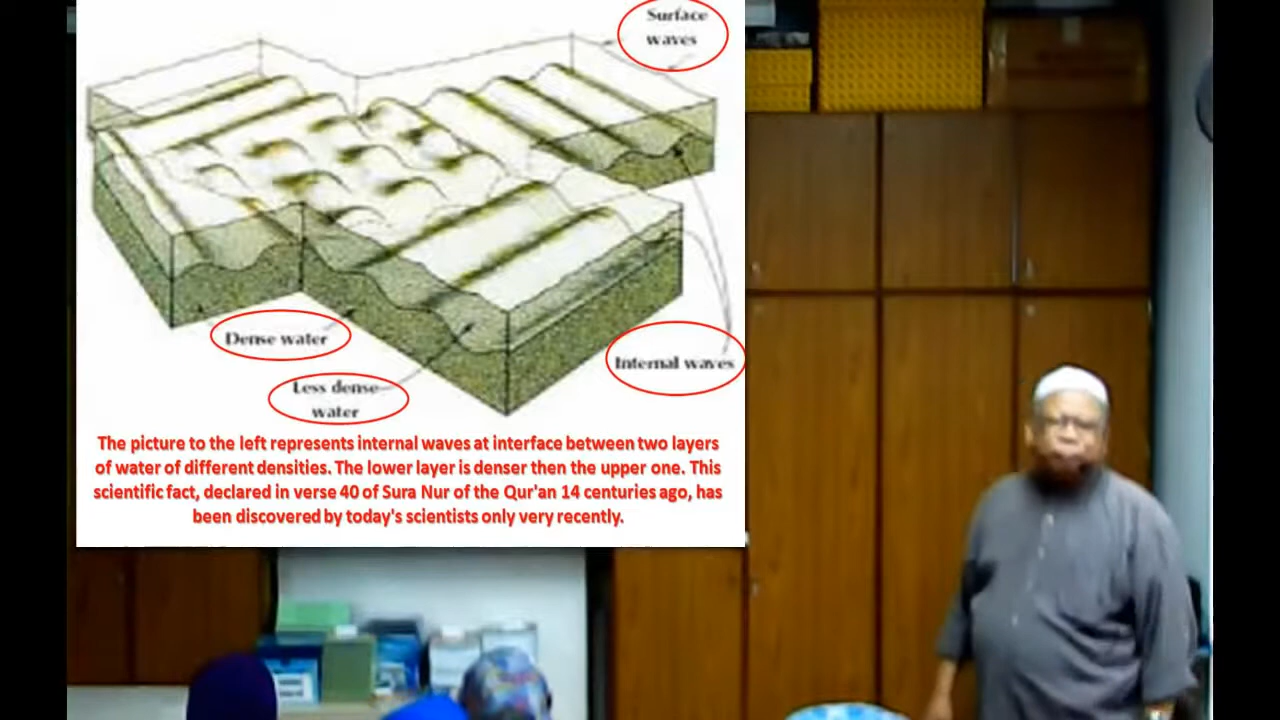 Surface
waves
Dense water
Less dense
water
Internal waves
The picture to the left represents internal waves at interface between two layers
of water of different densities. The lower layer is denser then the upper one. This
scientific fact, declared in verse 40 of Sura Nur of the Qur'an 14 centuries ago, has
been discovered by today's scientists only very recently.